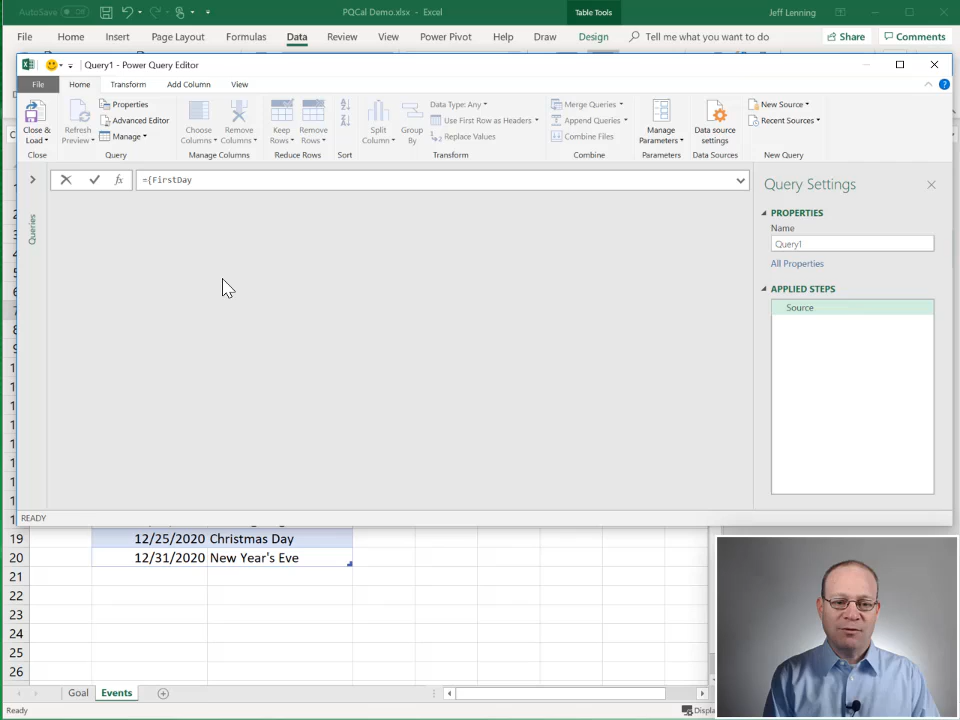 AutoSave Off PQCal Demo.xlsx - Excel Table Tools Jeff Lenning
File Home Insert Page Layout Formulas Data Review View Power Pivot Help Draw Design Tell me what you want to do Share Comments
Query1 - Power Query Editor
File Home Transform Add Column View
Close & Load Refresh Preview Properties Advanced Editor Manage Choose Columns Remove Columns Keep Rows Remove Rows Split Column Group By Data Type: Any Use First Row as Headers Replace Values Merge Queries Append Queries Combine Files Manage Parameters Data source settings New Source Recent Sources
Close Query Manage Columns Reduce Rows Sort Transform Combine Parameters Data Sources New Query
fx ={FirstDay
Queries
Query Settings
PROPERTIES
Name
Query1
All Properties
APPLIED STEPS
Source
READY
19 12/25/2020 Christmas Day
20 12/31/2020 New Year's Eve
21
22
23
24
25
26
Goal Events
Ready Displa